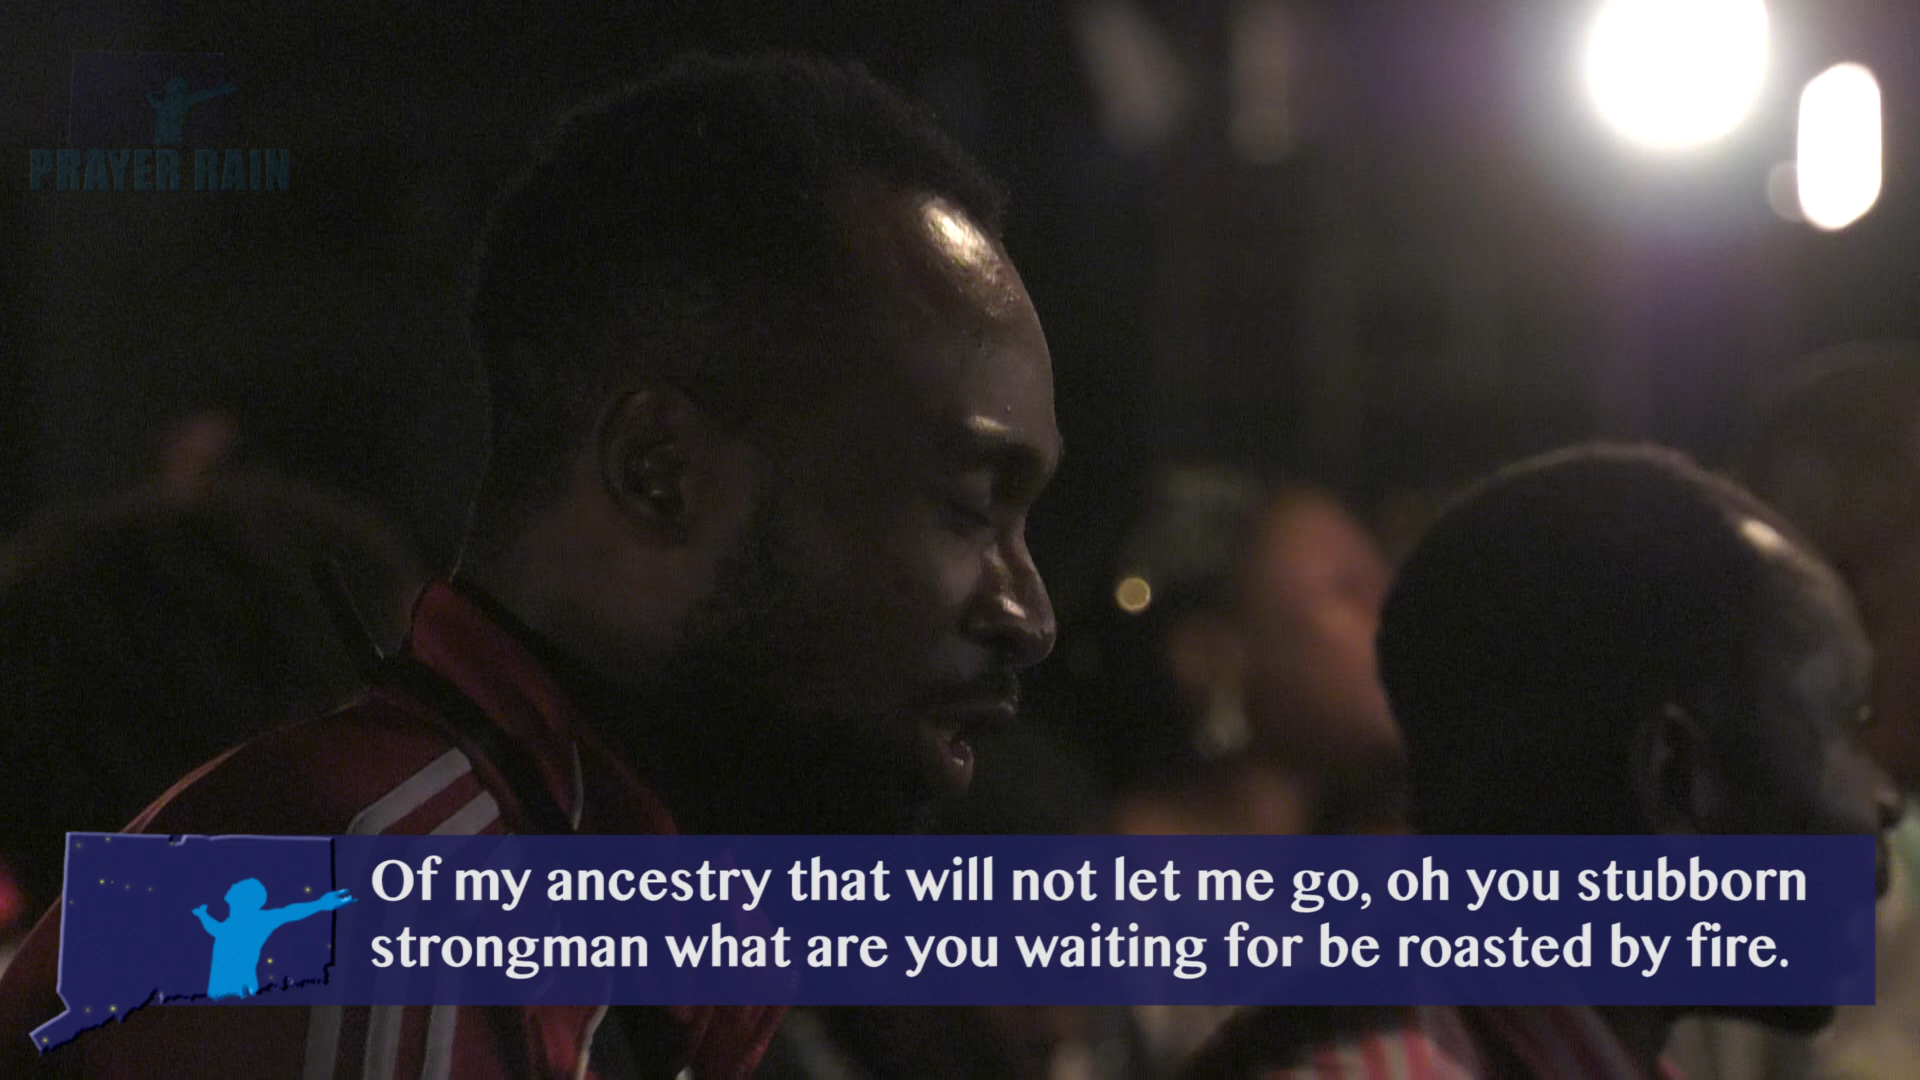 PRAYER RAIN
Of my ancestry that will not let me go, oh you stubborn
strongman what are you waiting for be roasted by fire.